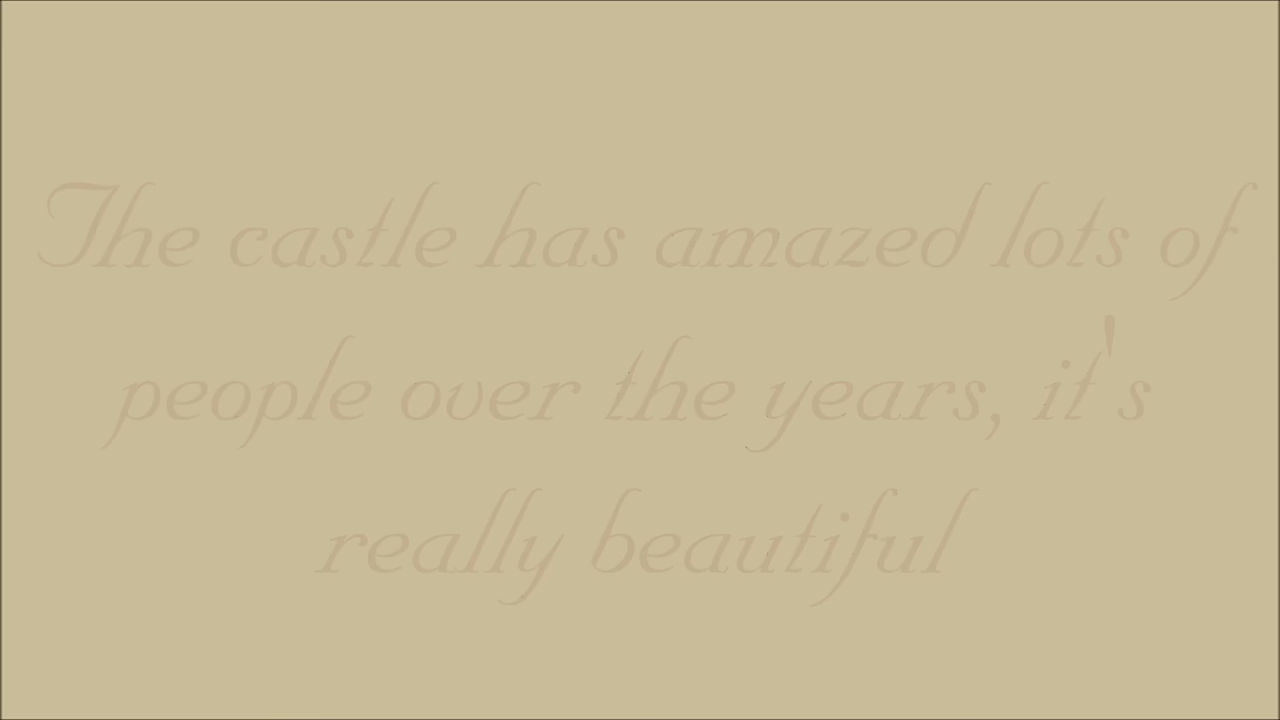 The castle has amazed lots of
people over the years, it's
really beautiful